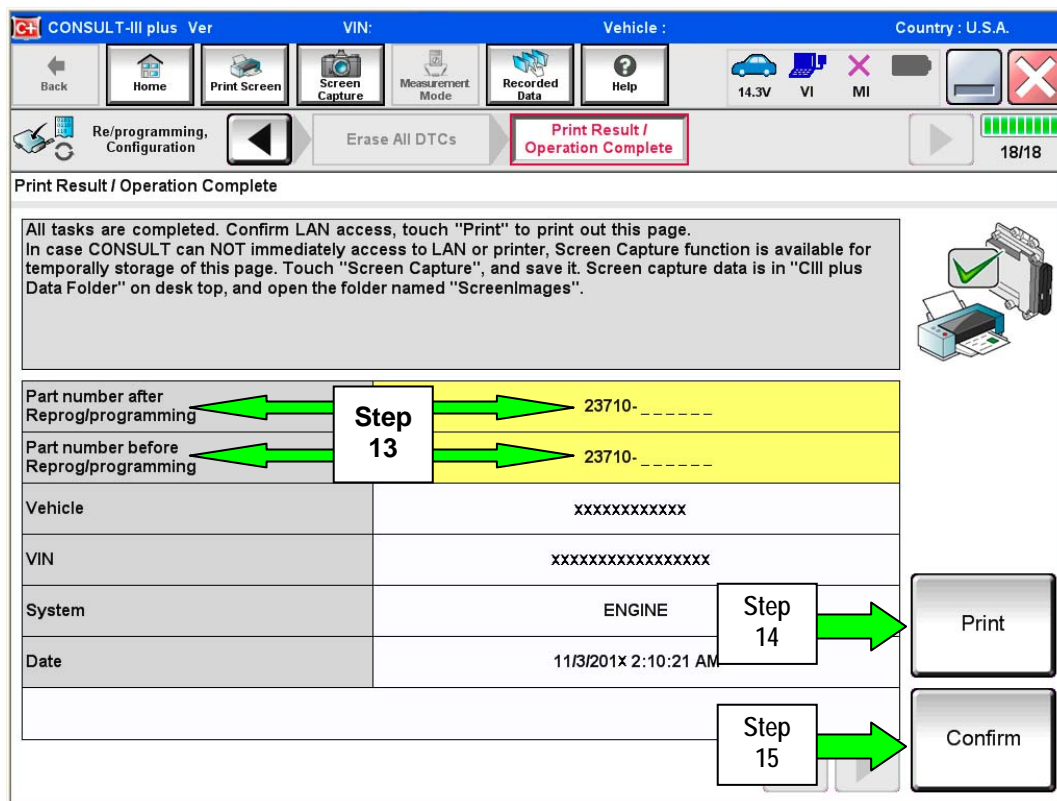 CONSULT-III plus Ver VIN: Vehicle : Country : U.S.A.
Back Home Print Screen Screen Capture Measurement Mode Recorded Data Help 14.3V VI MI
Re/programming, Configuration Erase All DTCs Print Result / Operation Complete 18/18
Print Result / Operation Complete
All tasks are completed. Confirm LAN access, touch "Print" to print out this page.
In case CONSULT can NOT immediately access to LAN or printer, Screen Capture function is available for
temporally storage of this page. Touch "Screen Capture", and save it. Screen capture data is in "CIII plus
Data Folder" on desk top, and open the folder named "ScreenImages".
Part number after
Reprog/programming
23710- _ _ _ _ _ _
Step
13
Part number before
Reprog/programming
23710- _ _ _ _ _ _
Vehicle xxxxxxxxxxxx
VIN xxxxxxxxxxxxxxxxx
System ENGINE
Step
14
Print
Date 11/3/201x 2:10:21 AM
Step
15
Confirm